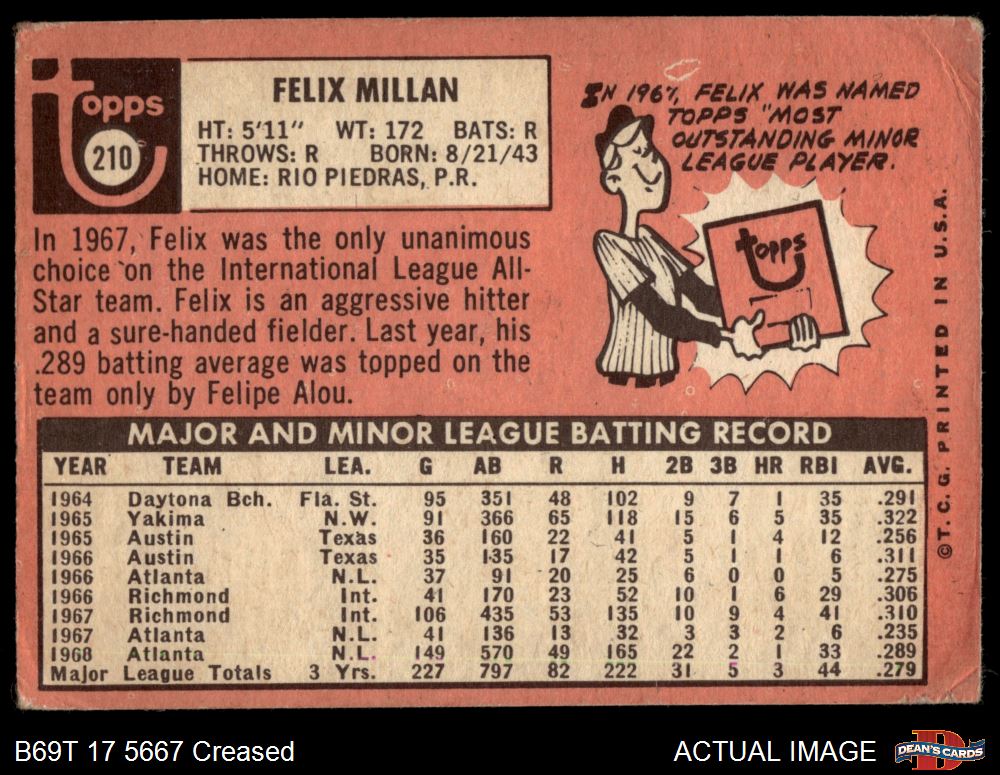 topps
210
FELIX MILLAN
HT: 5'11" WT: 172 BATS: R
THROWS: R BORN: 8/21/43
HOME: RIO PIEDRAS, P.R.
In 1967, Felix was the only unanimous
choice on the International League All-
Star team. Felix is an aggressive hitter
and a sure-handed fielder. Last year, his
.289 batting average was topped on the
team only by Felipe Alou.
IN 1967, FELIX WAS NAMED
TOPPS "MOST
OUTSTANDING MINOR
LEAGUE PLAYER.
topps
MAJOR AND MINOR LEAGUE BATTING RECORD
YEAR TEAM LEA. G AB R H 2B 3B HR RBI AVG.
1964 Daytona Bch. Fla. St. 95 351 48 102 9 7 1 35 .291
1965 Yakima N.W. 91 366 65 118 15 6 5 35 .322
1965 Austin Texas 36 160 22 41 5 1 4 12 .256
1966 Austin Texas 35 135 17 42 5 1 1 6 .311
1966 Atlanta N.L. 37 91 20 25 6 0 0 5 .275
1966 Richmond Int. 41 170 23 52 10 1 6 29 .306
1967 Richmond Int. 106 435 53 135 10 9 4 41 .310
1967 Atlanta N.L. 41 136 13 32 3 3 2 6 .235
1968 Atlanta N.L. 149 570 49 165 22 2 1 33 .289
Major League Totals 3 Yrs. 227 797 82 222 31 5 3 44 .279
©T.C.G. PRINTED IN U.S.A.
B69T 17 5667 Creased
ACTUAL IMAGE
DEAN'S CARDS